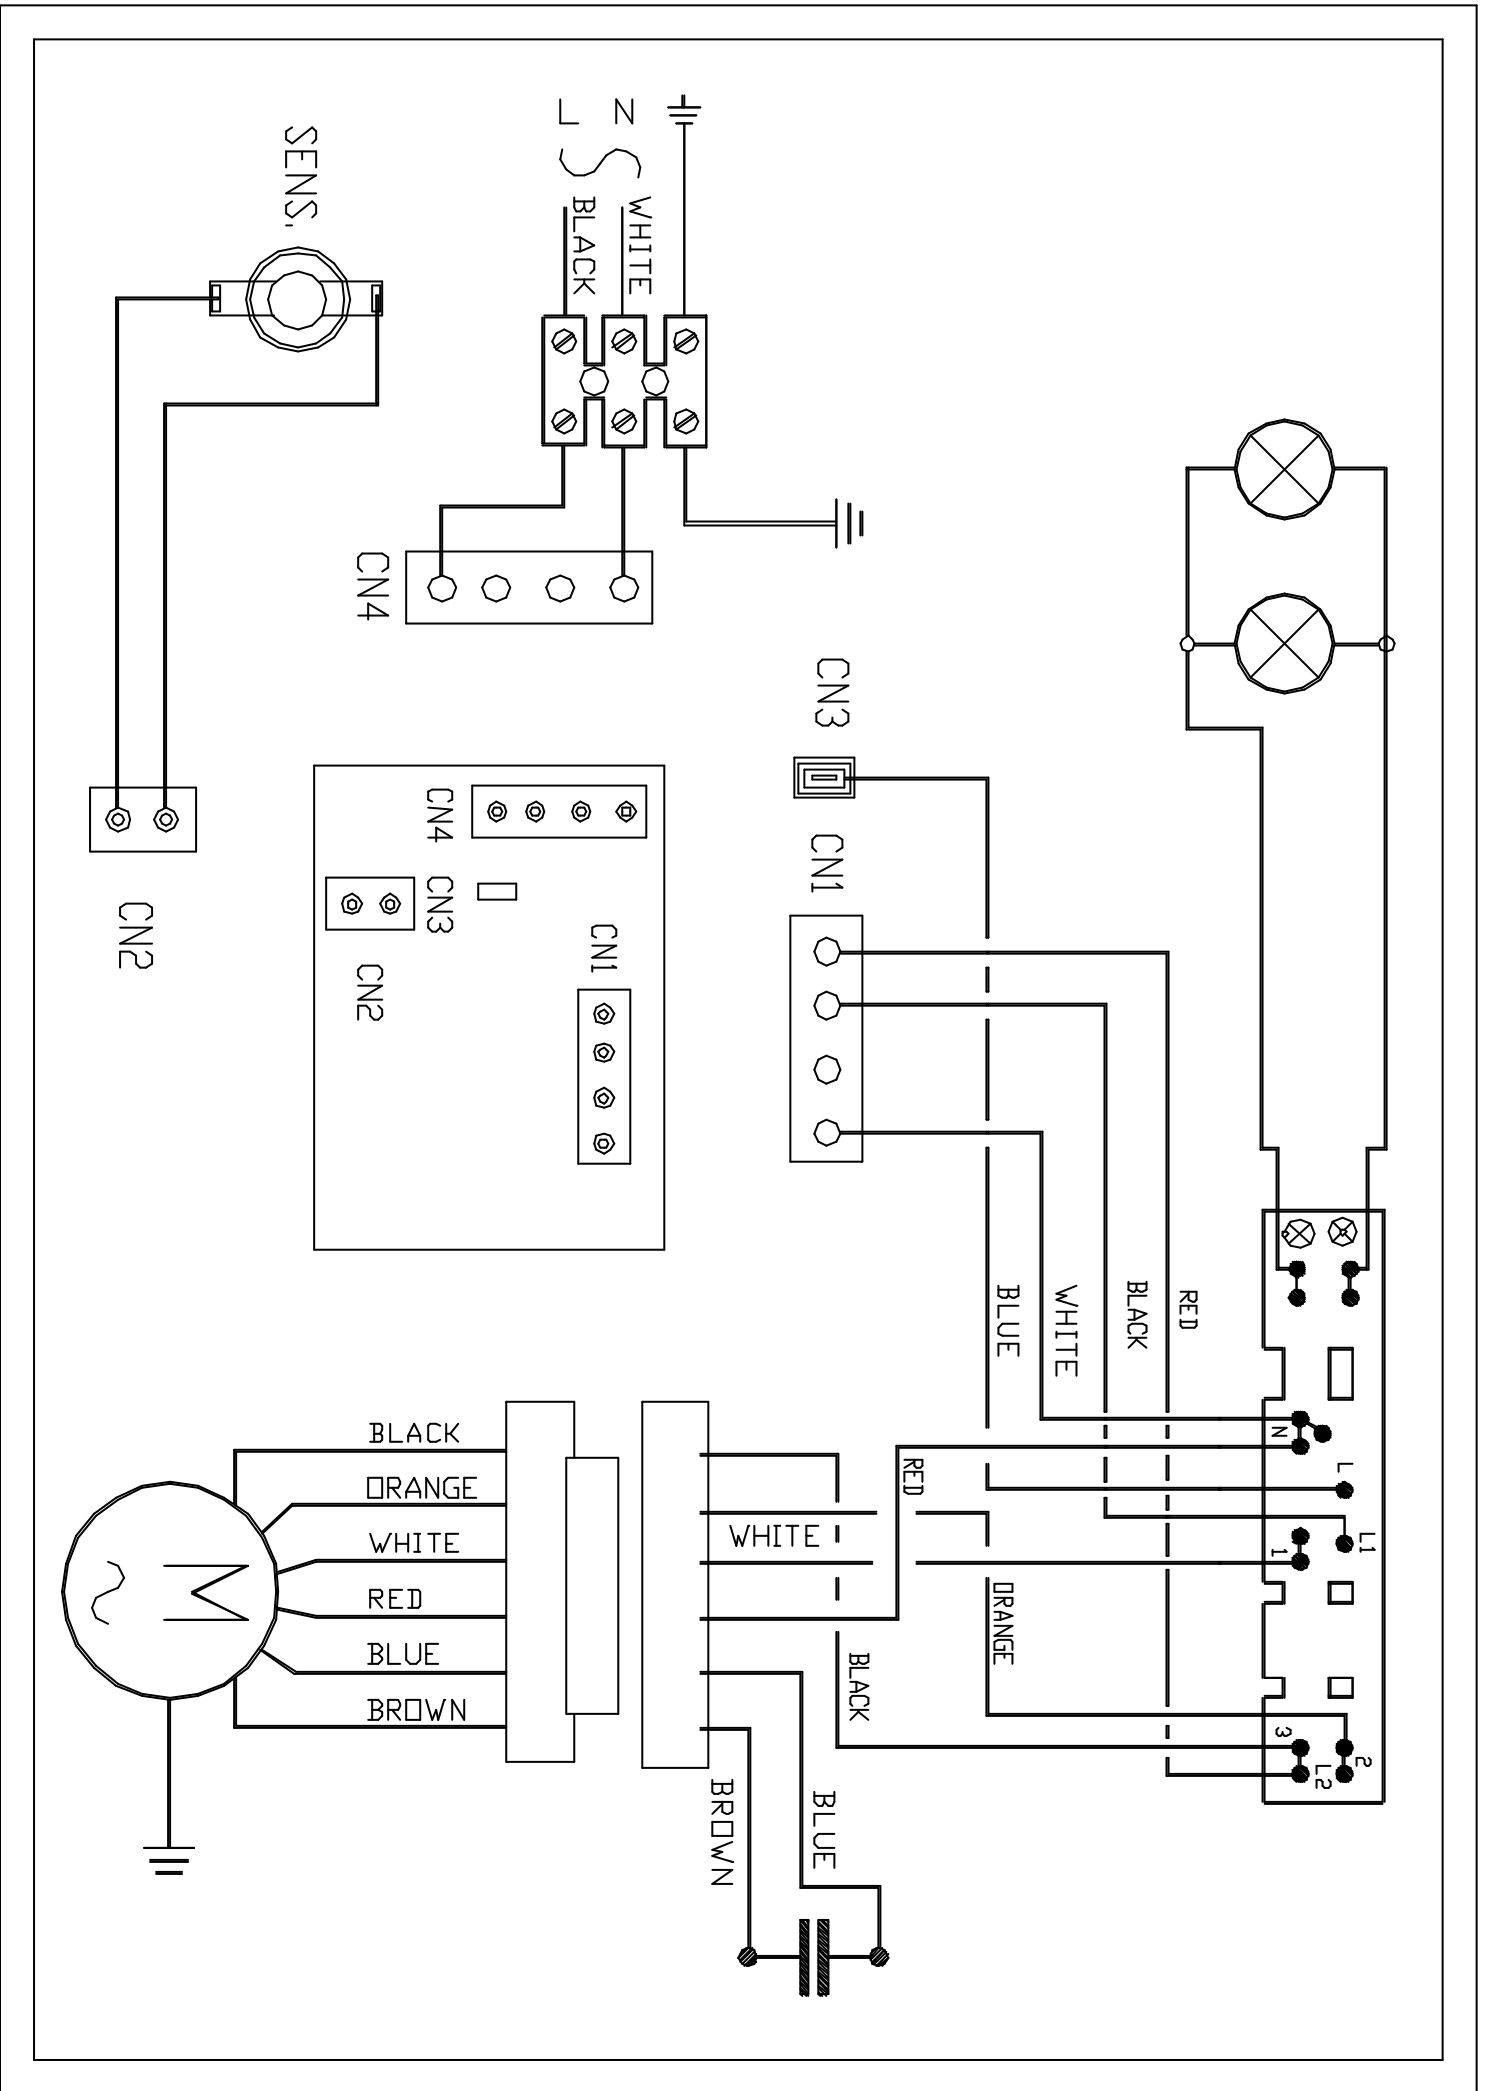 L
N
BLACK
WHITE
SENS.
CN4
CN3
CN1
CN4
CN3
CN1
CN2
CN2
BLUE
WHITE
BLACK
RED
N
L
L1
1
3
2
L2
RED
WHITE
ORANGE
BLACK
BLUE
BROWN
BLACK
ORANGE
WHITE
RED
BLUE
BROWN
M